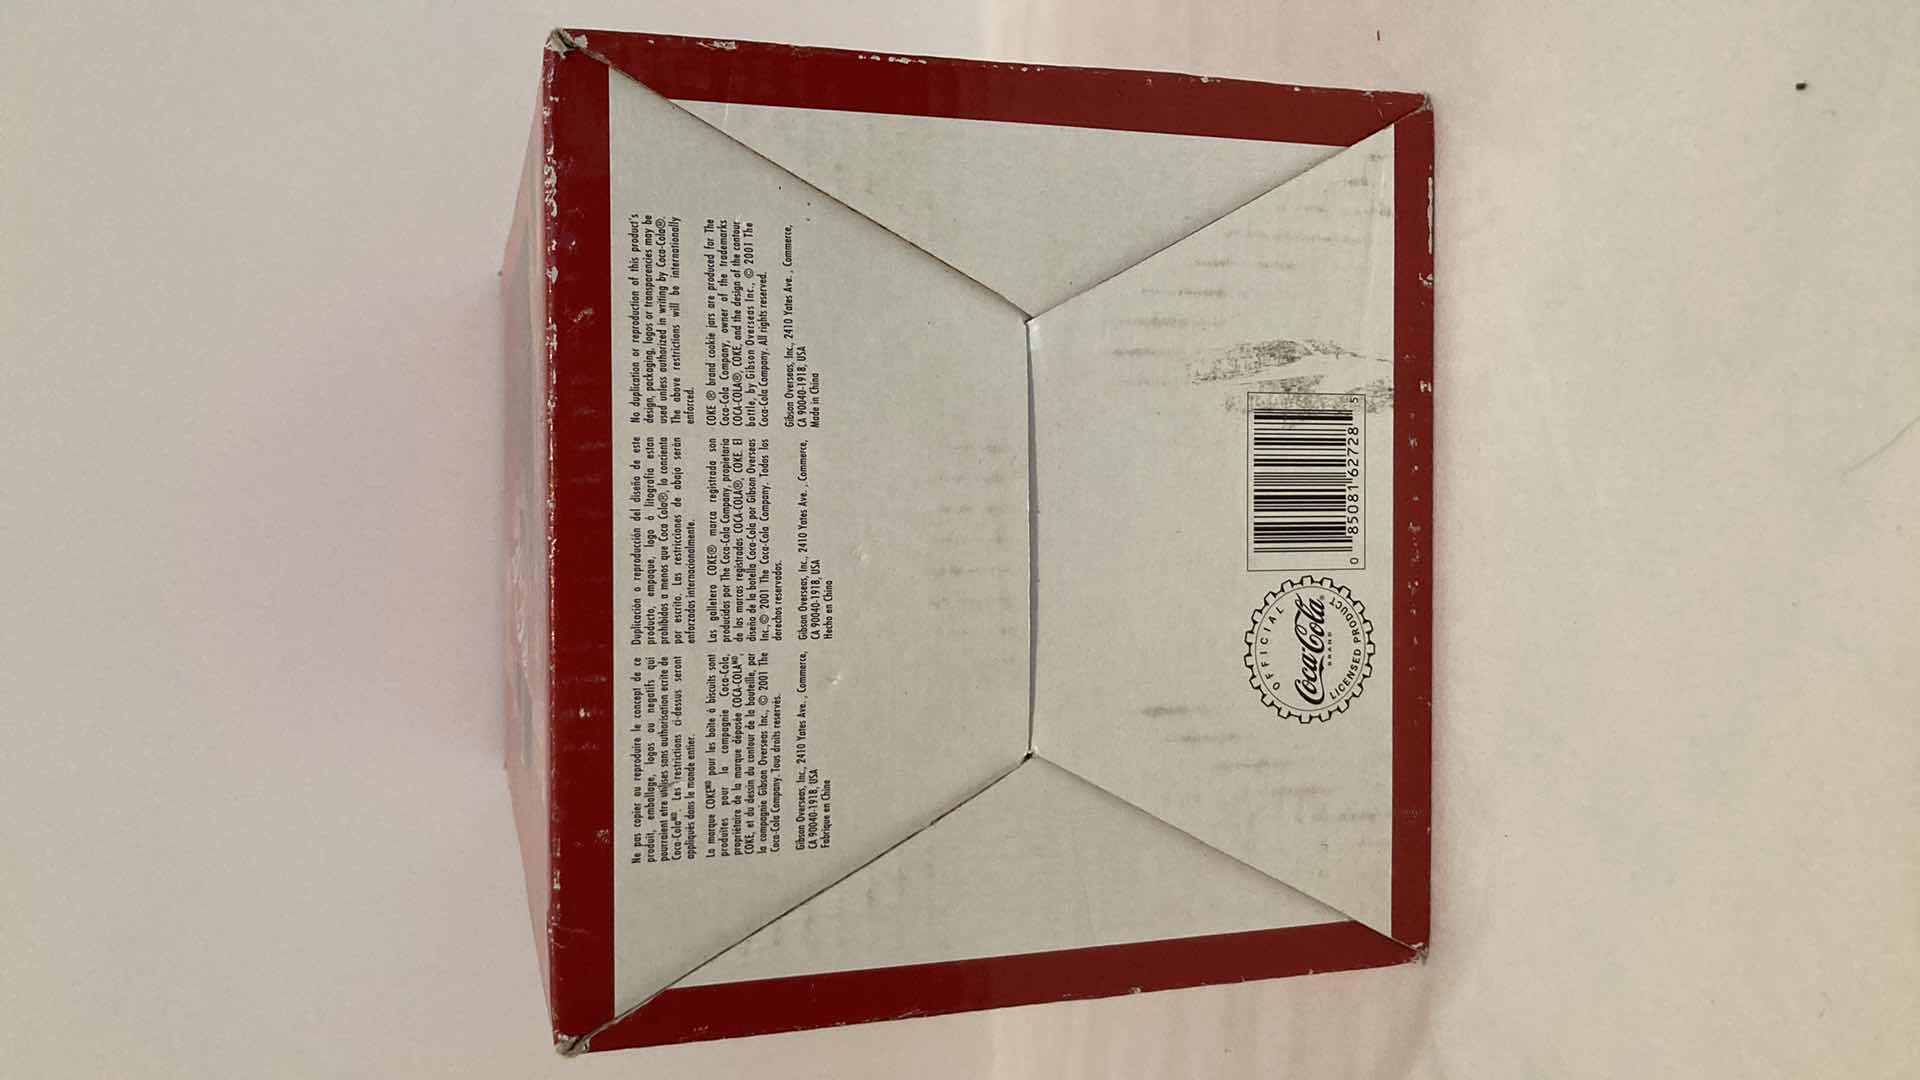 Ne pas copier ou reproduire le concept de ce
produit, emballage, logos ou negatifs qui
pourraient etre utilises sans authorisation ecrite de
Coca-Cola MD. Les restrictions ci-dessus seront
appliqués dans le monde entier.
La marque COKE MD pour les boîte à biscuits sont
produites pour la compagnie Coca-Cola,
propriétaire de la marque déposée COCA-COLA MD,
COKE, et du dessin du contour de la bouteille, par
la compagnie Gibson Overseas Inc., © 2001 The
Coca-Cola Company. Tous droits reservés.
Gibson Overseas, Inc., 2410 Yates Ave. , Commerce,
CA 90040-1918, USA
Fabrique en Chine
Duplicación o reproducción del diseño de este
producto, empaque, logo ó litografia estan
prohibidos a menos que Coca Cola®, lo concienta
por escrito. Las restricciones de abajo serán
enforzadas internacionalmente.
Las galletera COKE® marca registrada son
producidas por The Coca-Cola Company, propietaria
de las marcas registradas COCA-COLA®, COKE. El
diseño de la botella Coca-Cola por Gibson Overseas
Inc,© 2001 The Coca-Cola Company. Todos los
derechos reservados.
Gibson Overseas, Inc., 2410 Yates Ave. , Commerce,
CA 90040-1918, USA
Hecho en China
No duplication or reproduction of this product's
design, packaging, logos or transparencies may be
used unless authorized in writing by Coca-Cola®.
The above restrictions will be internationally
enforced.
COKE ® brand cookie jars are produced for The
Coca-Cola Company, owner of the trademarks
COCA-COLA®, COKE, and the design of the contour
bottle, by Gibson Overseas Inc., © 2001 The
Coca-Cola Company. All rights reserved.
Gibson Overseas, Inc., 2410 Yates Ave. , Commerce,
CA 90040-1918, USA
Made in China
OFFICIAL
Coca-Cola®
BRAND
LICENSED PRODUCT
0 85081 62728 5